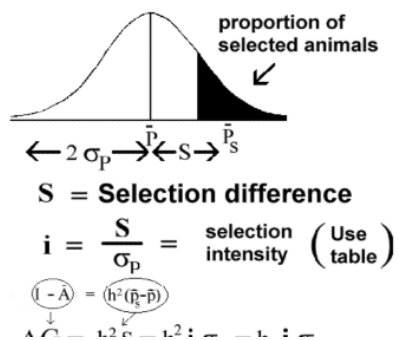 proportion of
selected animals
P̄
P̄s
← 2 σp →← S →
S = Selection difference
i = S / σp = selection intensity (Use table)
I - Ā = h²(p̄s-p̄)